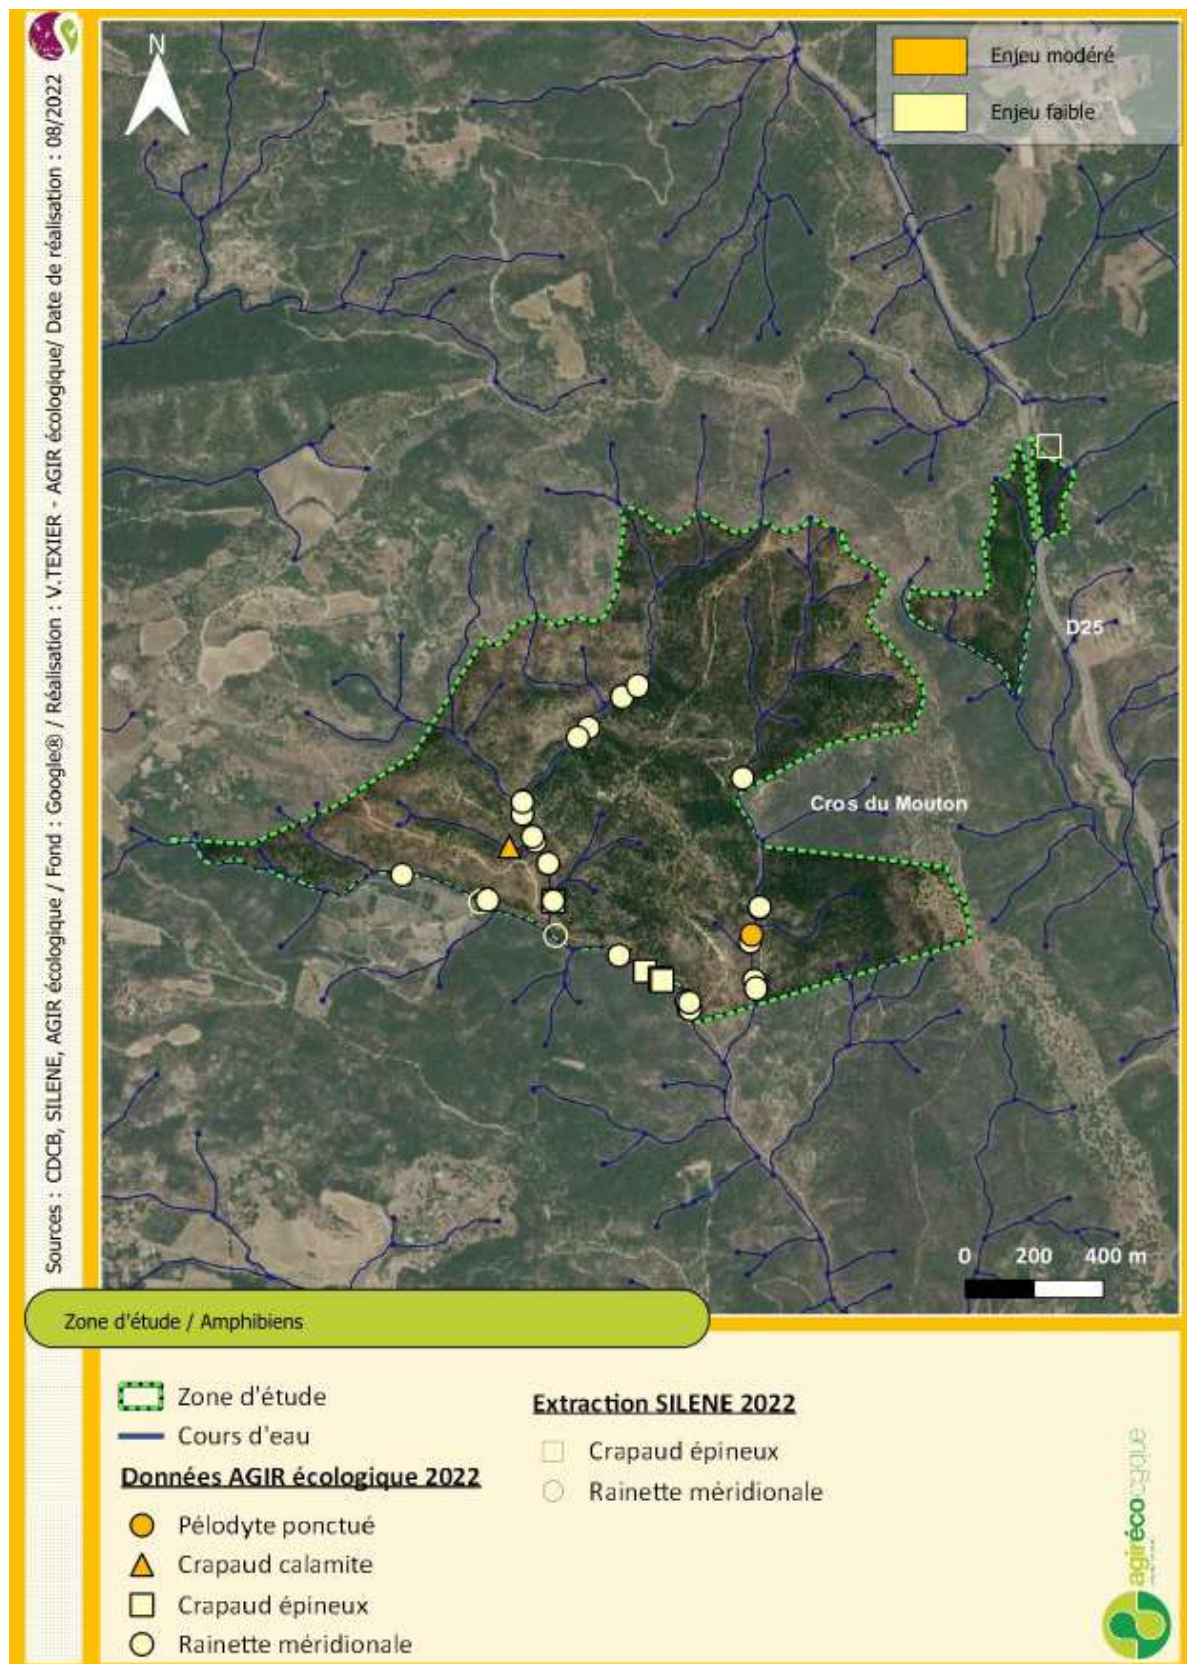 Sources : CDCB, SILENE, AGIR écologique / Fond : Google® / Réalisation : V.TEXIER - AGIR écologique/ Date de réalisation : 08/2022
N
Enjeu modéré
Enjeu faible
D25
Cros du Mouton
0 200 400 m
Zone d'étude / Amphibiens
Zone d'étude
Cours d'eau
Données AGIR écologique 2022
Pélodyte ponctué
Crapaud calamite
Crapaud épineux
Rainette méridionale
Extraction SILENE 2022
Crapaud épineux
Rainette méridionale
agirécologique